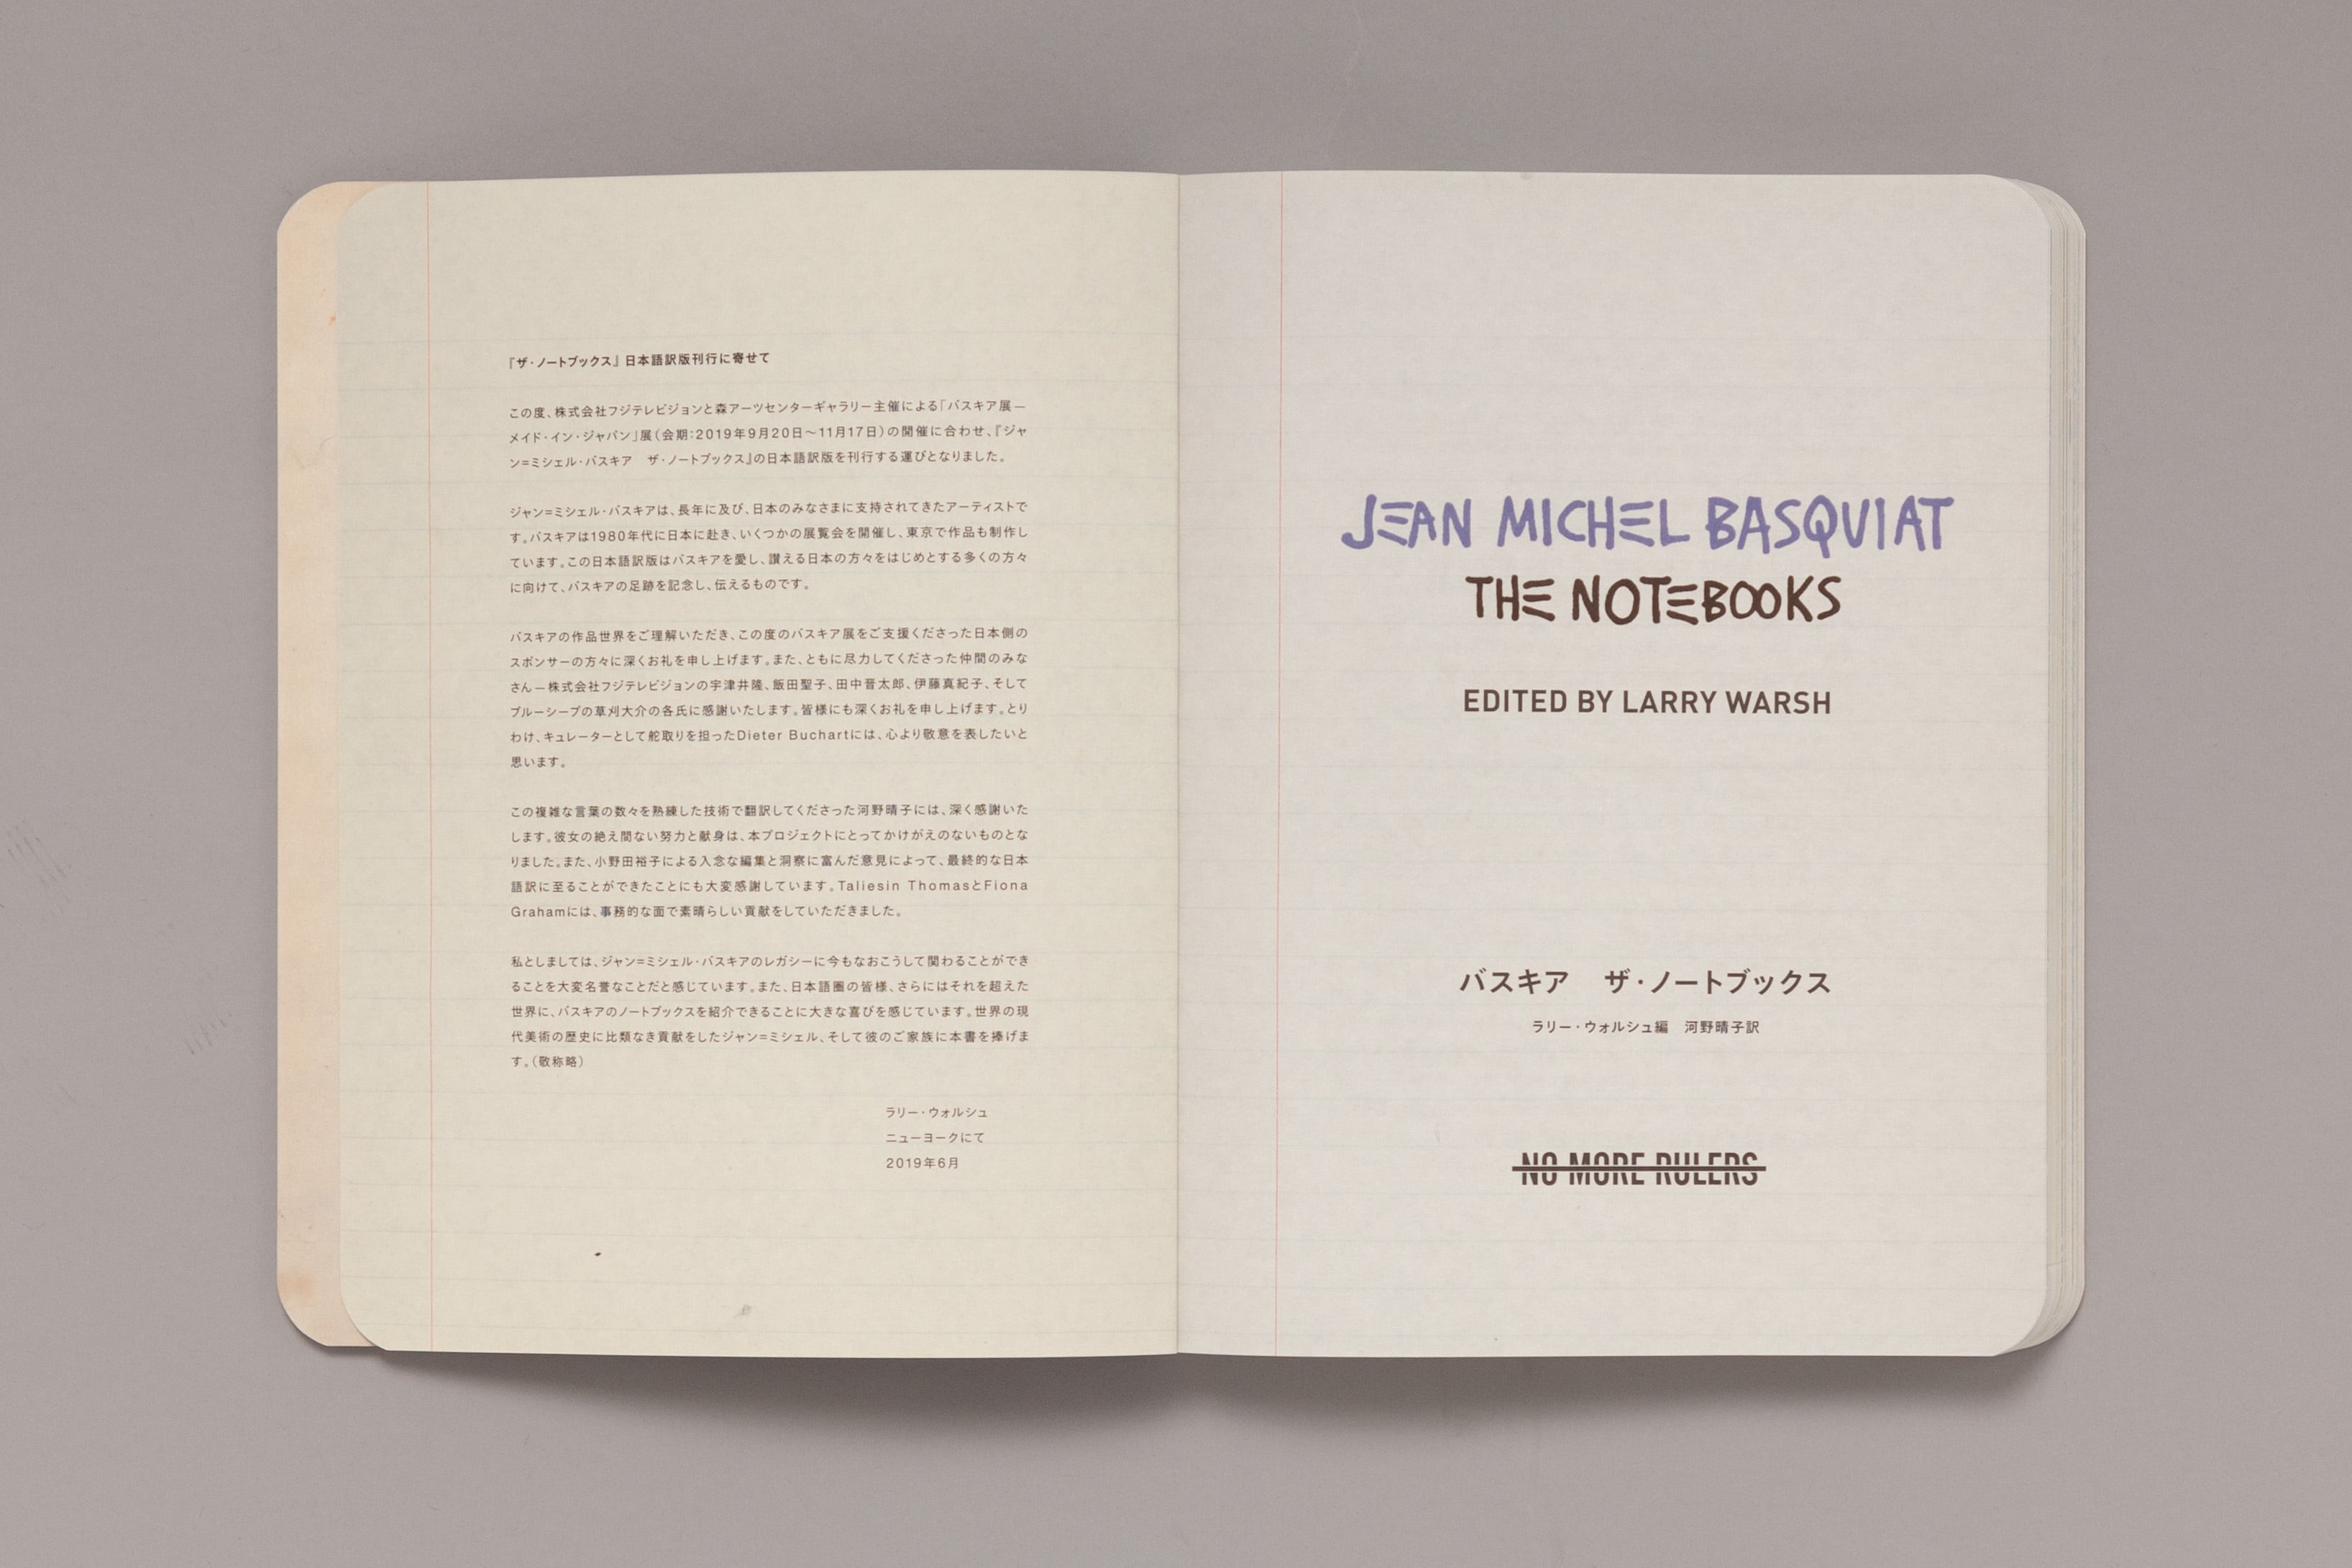 『ザ・ノートブックス』日本語訳版刊行に寄せて
この度、株式会社フジテレビジョンと森アーツセンターギャラリー主催による「バスキア展 —
メイド・イン・ジャパン」展（会期：2019年9月20日～11月17日）の開催に合わせ、『ジャ
ン=ミシェル・バスキア　ザ・ノートブックス』の日本語訳版を刊行する運びとなりました。
ジャン=ミシェル・バスキアは、長年に及び、日本のみなさまに支持されてきたアーティストで
す。バスキアは1980年代に日本に赴き、いくつかの展覧会を開催し、東京で作品も制作し
ています。この日本語訳版はバスキアを愛し、讃える日本の方々をはじめとする多くの方々
に向けて、バスキアの足跡を記念し、伝えるものです。
バスキアの作品世界をご理解いただき、この度のバスキア展をご支援くださった日本側の
スポンサーの方々に深くお礼を申し上げます。また、ともに尽力してくださった仲間のみな
さん — 株式会社フジテレビジョンの宇津井隆、飯田聖子、田中晋太郎、伊藤真紀子、そして
ブルーシープの草刈大介の各氏に感謝いたします。皆様にも深くお礼を申し上げます。とり
わけ、キュレーターとして舵取りを担ったDieter Buchartには、心より敬意を表したいと
思います。
この複雑な言葉の数々を熟練した技術で翻訳してくださった河野晴子には、深く感謝いた
します。彼女の絶え間ない努力と献身は、本プロジェクトにとってかけがえのないものとな
りました。また、小野田裕子による入念な編集と洞察に富んだ意見によって、最終的な日本
語訳に至ることができたことにも大変感謝しています。Taliesin ThomasとFiona
Grahamには、事務的な面で素晴らしい貢献をしていただきました。
私としましては、ジャン=ミシェル・バスキアのレガシーに今もなおこうして関わることができ
ることを大変名誉なことだと感じています。また、日本語圏の皆様、さらにはそれを超えた
世界に、バスキアのノートブックスを紹介できることに大きな喜びを感じています。世界の現
代美術の歴史に比類なき貢献をしたジャン=ミシェル、そして彼のご家族に本書を捧げま
す。（敬称略）
ラリー・ウォルシュ
ニューヨークにて
2019年6月
JEAN MICHEL BASQUIAT
THE NOTEBOOKS
EDITED BY LARRY WARSH
バスキア　ザ・ノートブックス
ラリー・ウォルシュ編　河野晴子訳
NO MORE RULERS